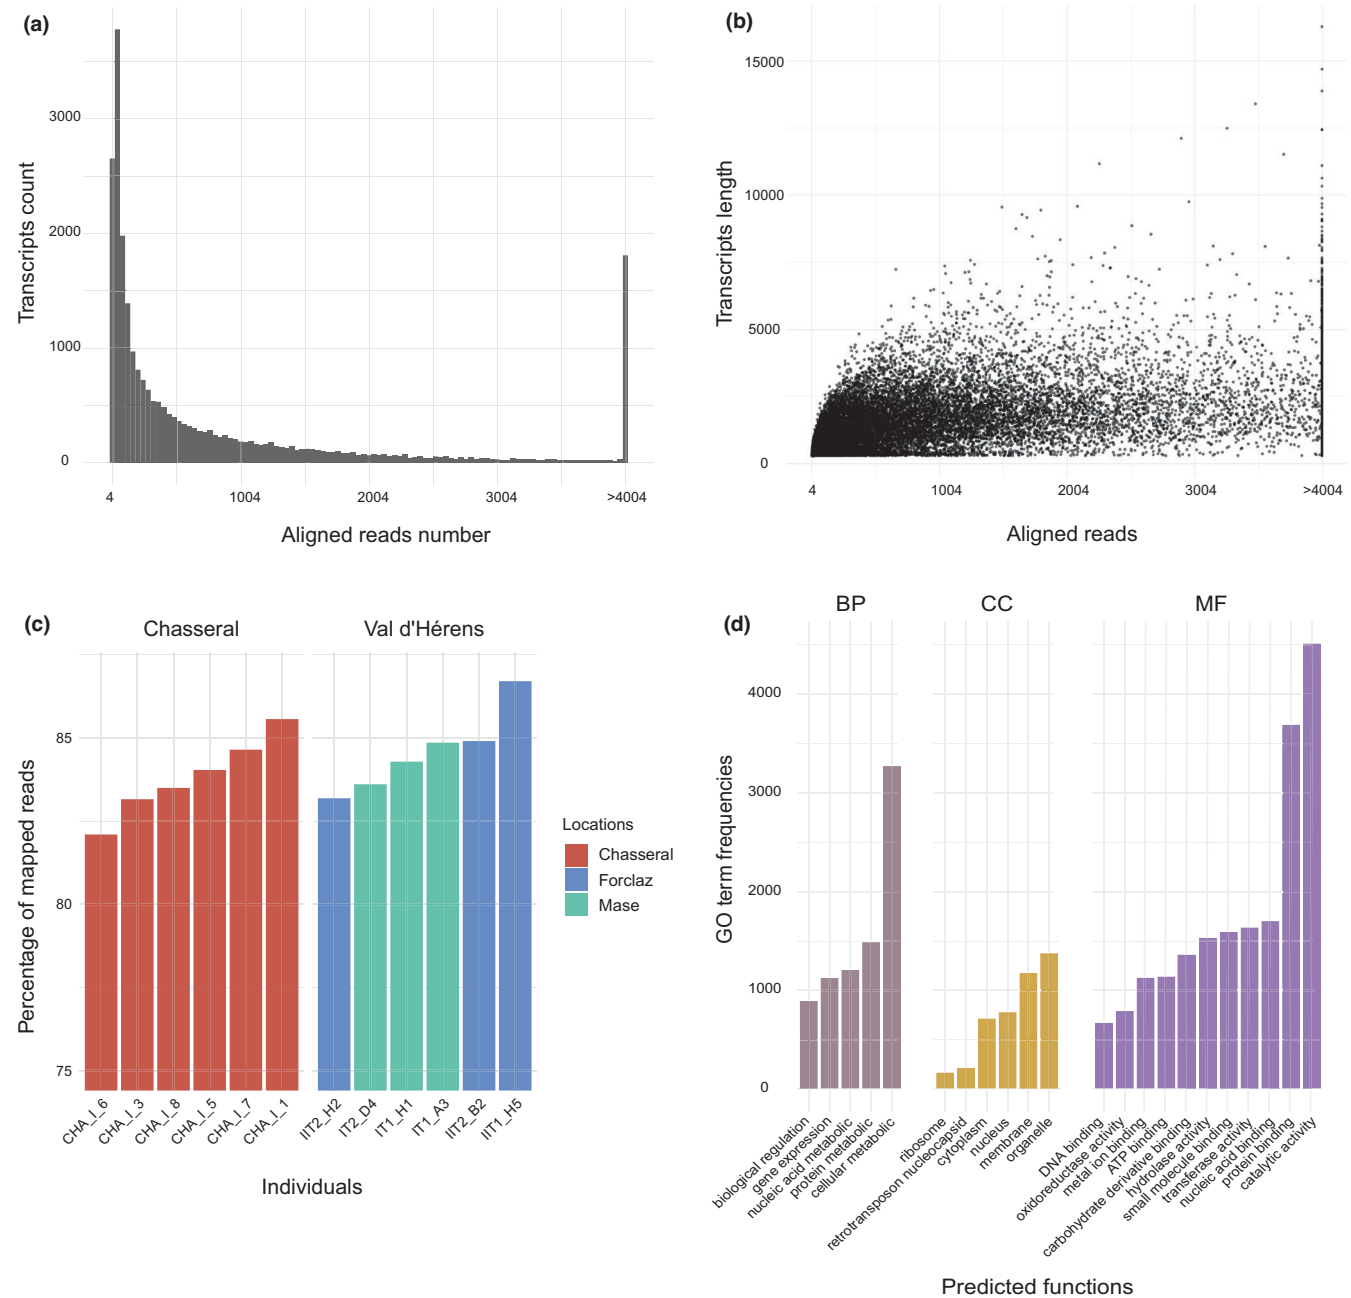 (a)
Transcripts count
3000
2000
1000
0
4
1004
2004
3004
>4004
Aligned reads number
(b)
Transcripts length
15000
10000
5000
0
4
1004
2004
3004
>4004
Aligned reads
(c)
Chasseral
Val d'Hérens
Percentage of mapped reads
85
80
75
CHA_I_6
CHA_I_3
CHA_I_8
CHA_I_5
CHA_I_7
CHA_I_1
IIT2_H2
IT2_D4
IT1_H1
IT1_A3
IIT2_B2
IIT1_H5
Individuals
Locations
Chasseral
Forclaz
Mase
(d)
BP
CC
MF
GO term frequencies
4000
3000
2000
1000
0
biological regulation
gene expression
nucleic acid metabolic
protein metabolic
cellular metabolic
ribosome
retrotransposon nucleocapsid
cytoplasm
nucleus
membrane
organelle
DNA binding
oxidoreductase activity
metal ion binding
ATP binding
carbohydrate derivative binding
hydrolase activity
small molecule binding
transferase activity
nucleic acid binding
protein binding
catalytic activity
Predicted functions